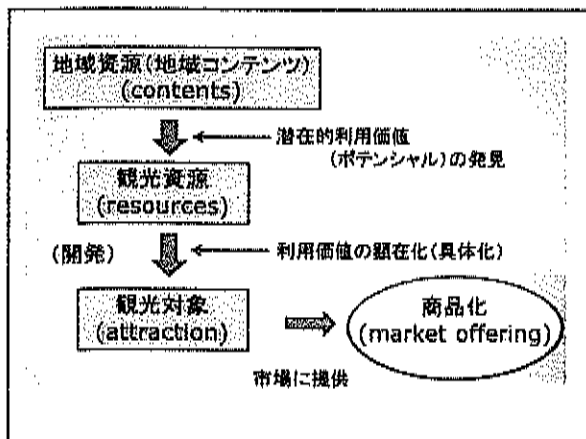 地域資源(地域コンテンツ)
(contents)
潜在的利用価値
(ポテンシャル)の発見
観光資源
(resources)
(開発)
利用価値の顕在化(具体化)
観光対象
(attraction)
商品化
(market offering)
市場に提供